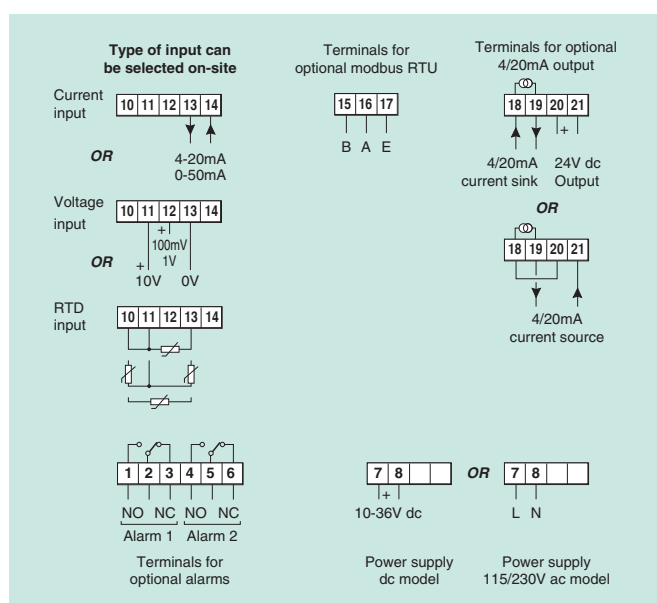 Type of input can
be selected on-site
Current
input
10 11 12 13 14
OR
4-20mA
0-50mA
Voltage
input
10 11 12 13 14
+
100mV
1V
OR
+
10V
0V
RTD
input
10 11 12 13 14
Terminals for
optional modbus RTU
15 16 17
B A E
Terminals for optional
4/20mA output
18 19 20 21
+
4/20mA
current sink
24V dc
Output
OR
18 19 20 21
4/20mA
current source
1 2 3 4 5 6
NO NC NO NC
Alarm 1 Alarm 2
Terminals for
optional alarms
7 8
+
10-36V dc
Power supply
dc model
OR
7 8
L N
Power supply
115/230V ac model